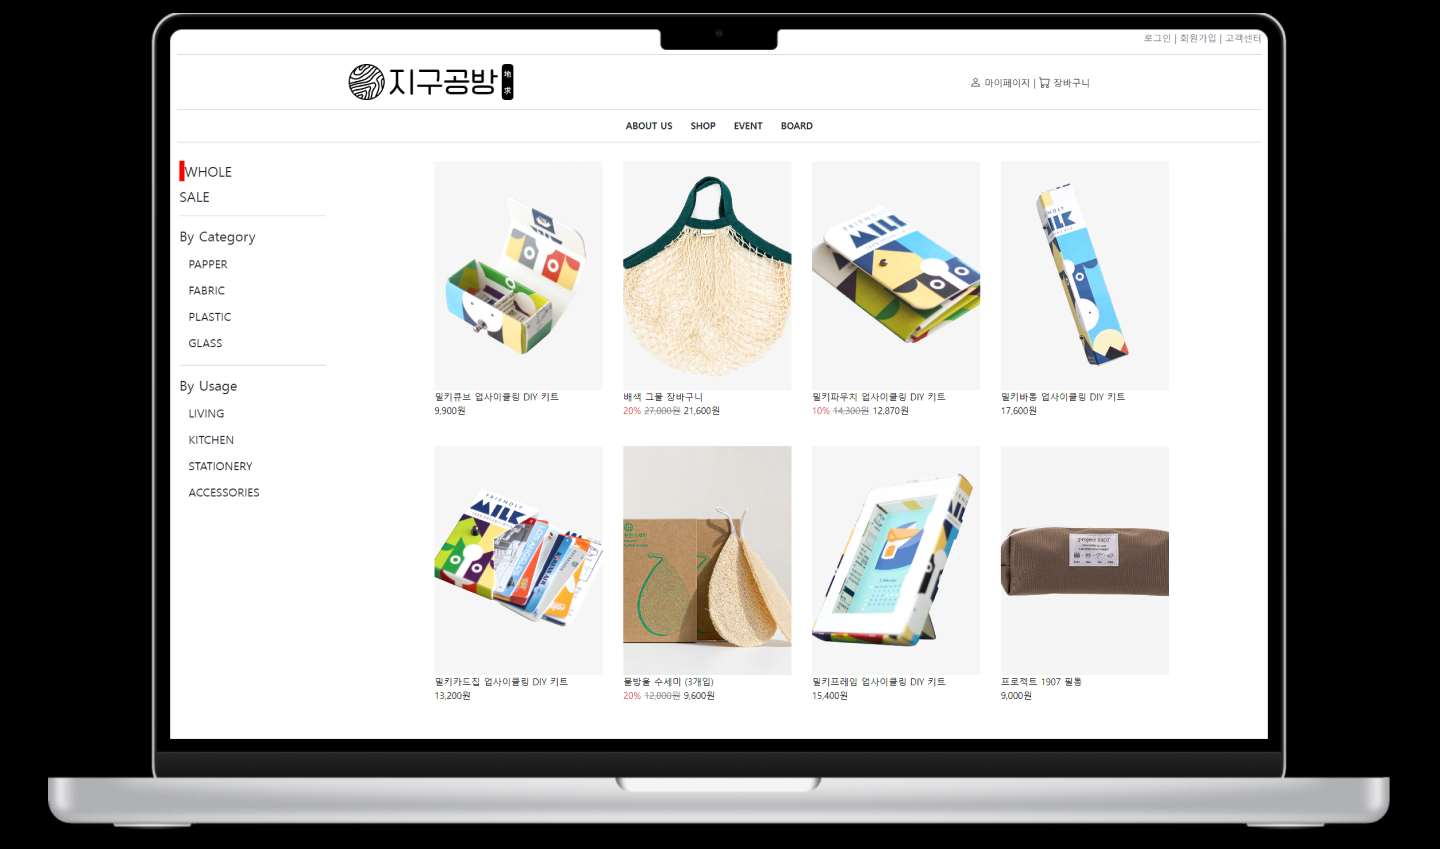 로그인 | 회원가입 | 고객센터
지구공방 地求
마이페이지 | 장바구니
ABOUT US SHOP EVENT BOARD
WHOLE
SALE
By Category
PAPPER
FABRIC
PLASTIC
GLASS
By Usage
LIVING
KITCHEN
STATIONERY
ACCESSORIES
FRIENDLY
MILK
MILK
밀키큐브 업사이클링 DIY 키트
9,900원
배색 그물 장바구니
20% 27,000원 21,600원
밀키파우치 업사이클링 DIY 키트
10% 14,300원 12,870원
밀키바통 업사이클링 DIY 키트
17,600원
FRIENDLY
MILK
project 1907
밀키카드집 업사이클링 DIY 키트
13,200원
물방울 수세미 (3개입)
20% 12,000원 9,600원
밀키프레임 업사이클링 DIY 키트
15,400원
프로젝트 1907 필통
9,000원